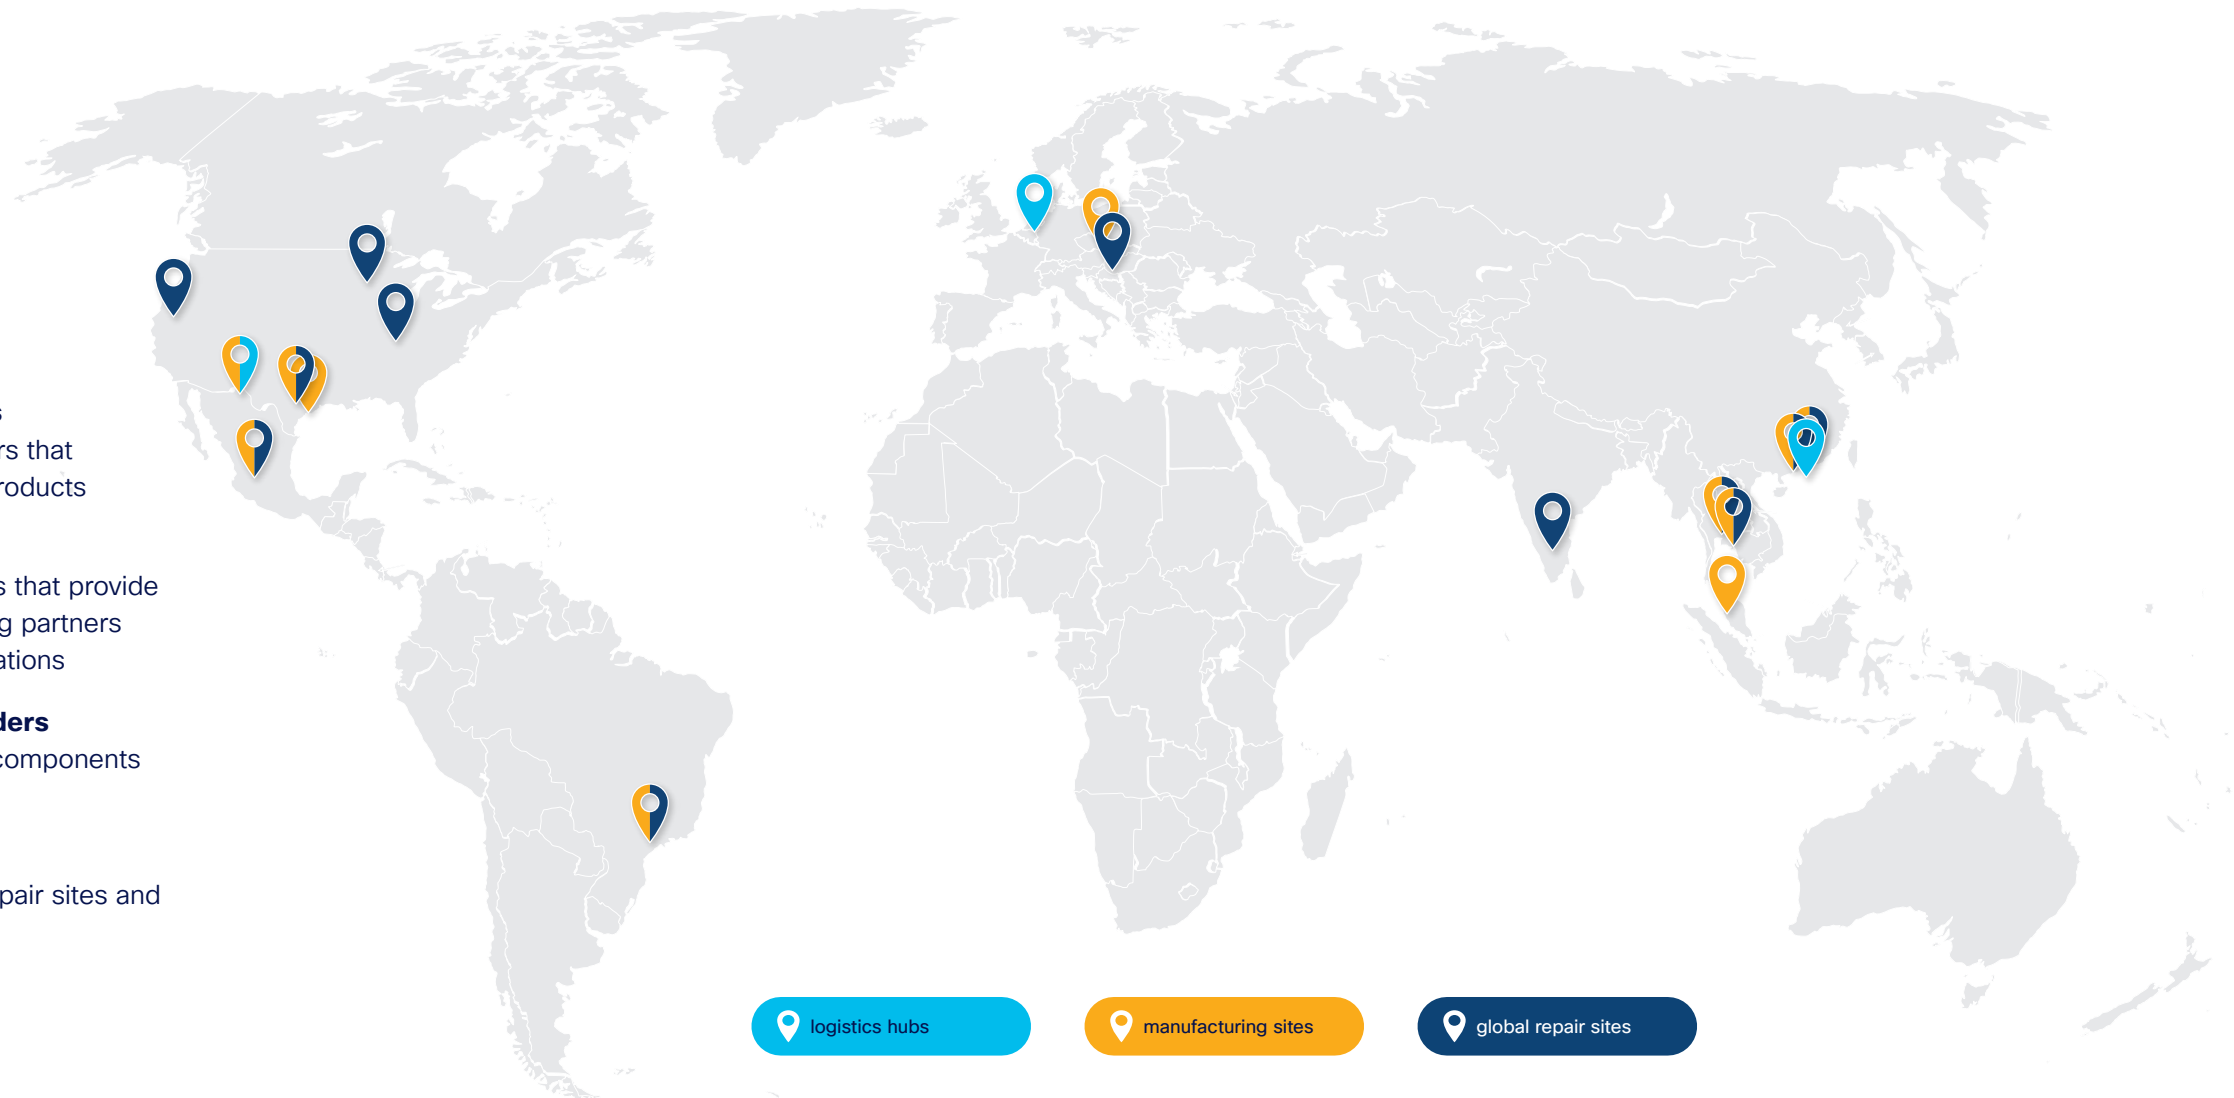 s
rs that
roducts
s that provide
g partners
ations
ders
components
pair sites and
logistics hubs
manufacturing sites
global repair sites